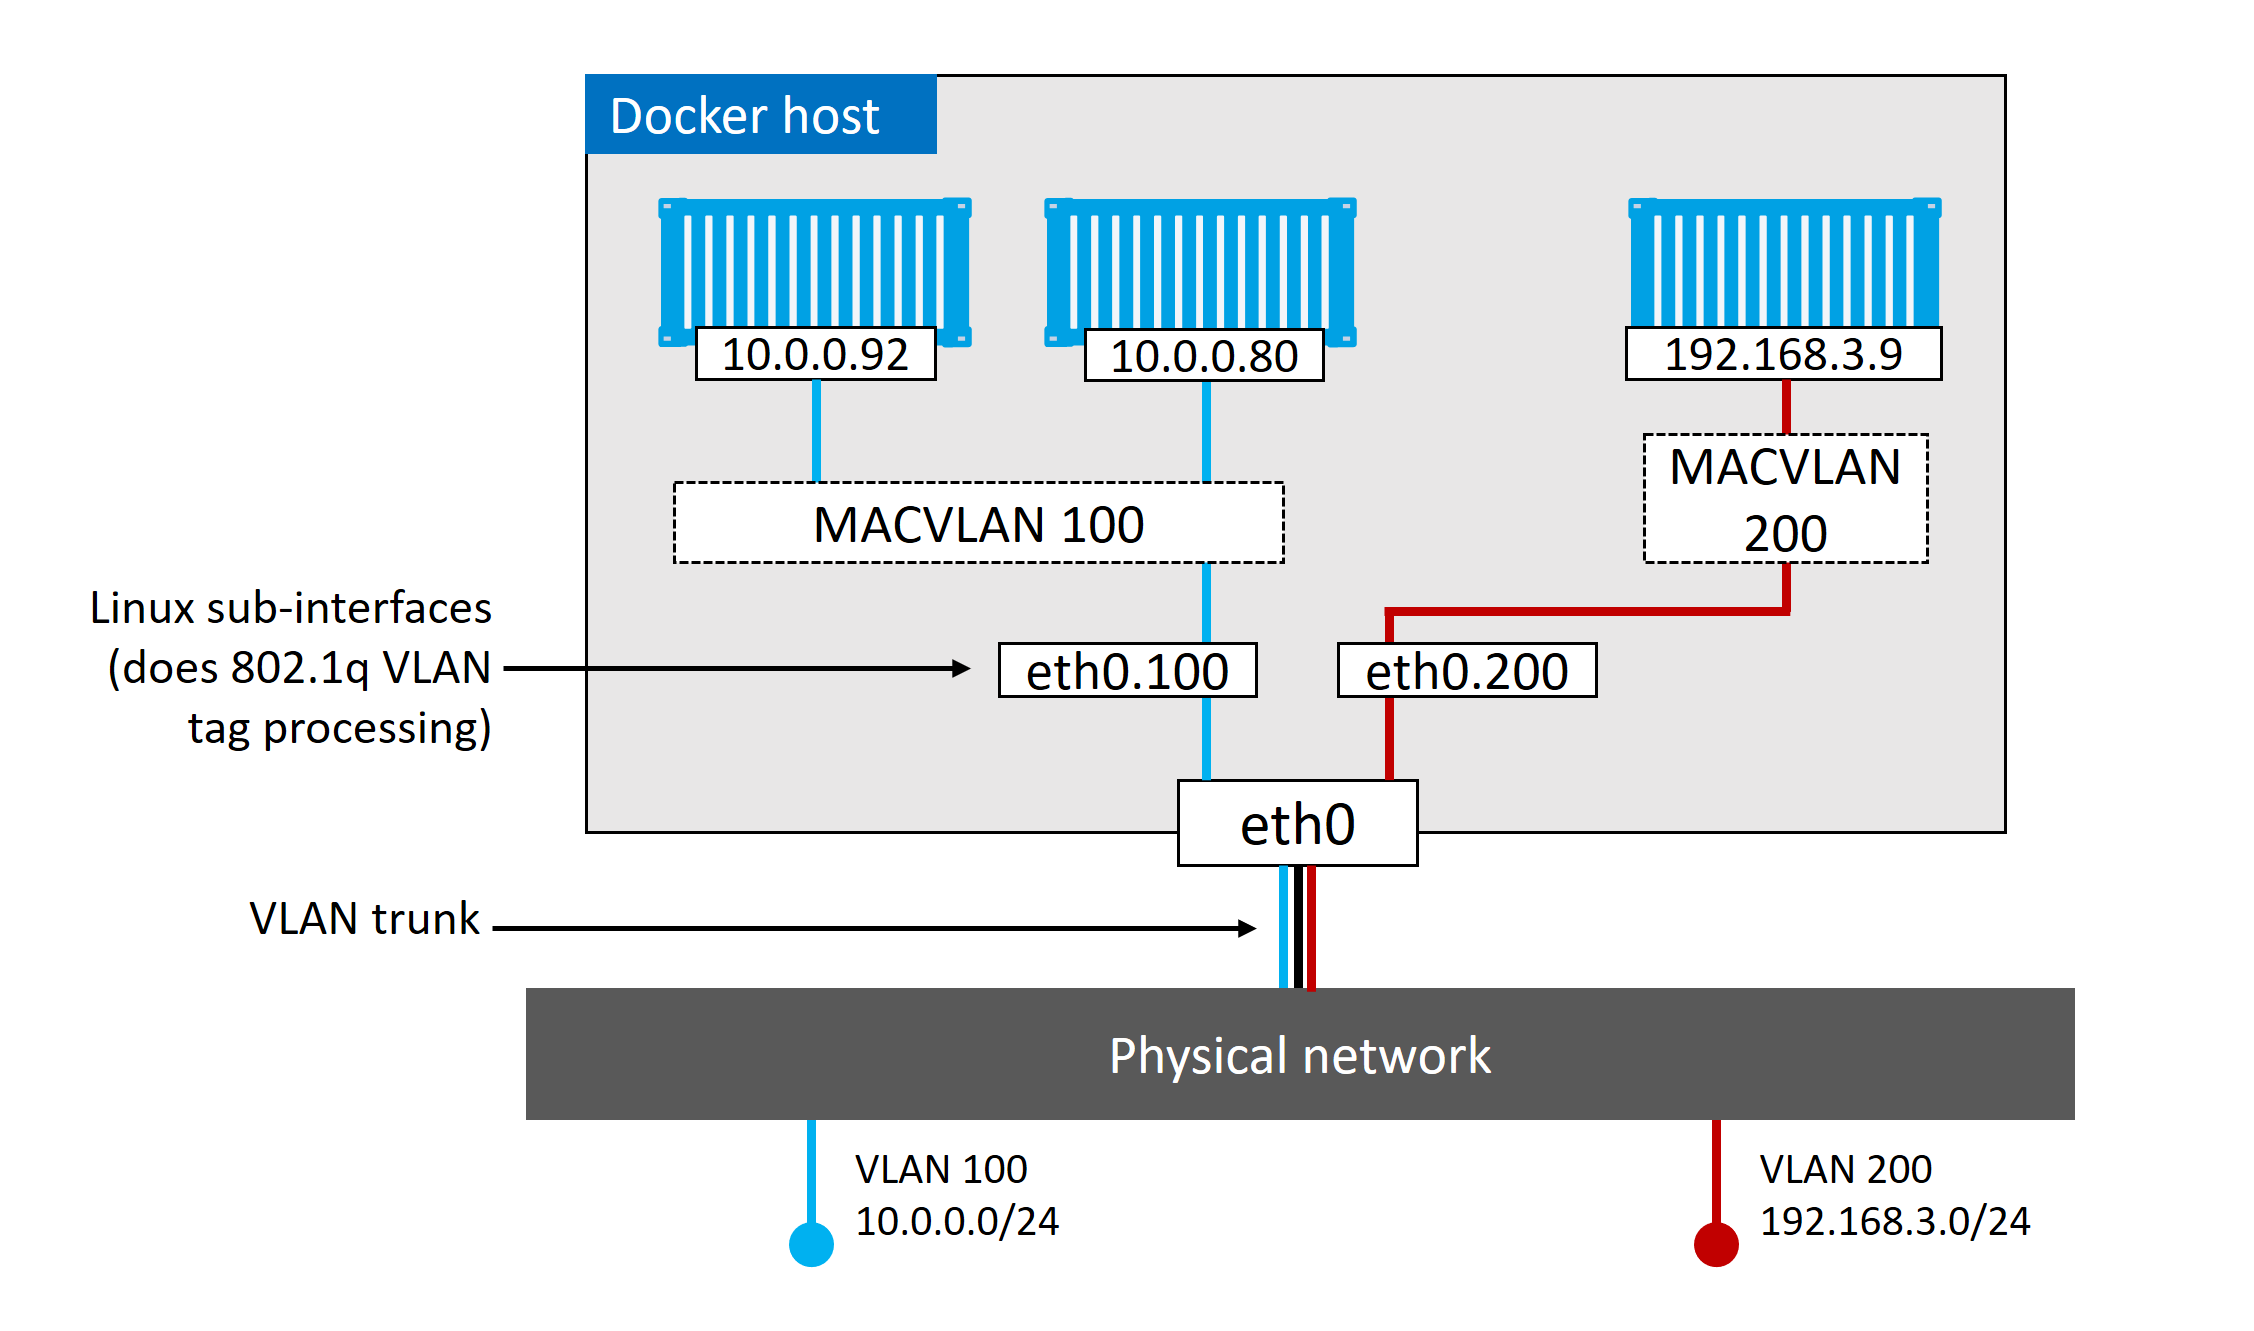 Docker host
10.0.0.92
10.0.0.80
192.168.3.9
MACVLAN 100
MACVLAN
200
Linux sub-interfaces
(does 802.1q VLAN
tag processing)
eth0.100
eth0.200
eth0
VLAN trunk
Physical network
VLAN 100
10.0.0.0/24
VLAN 200
192.168.3.0/24